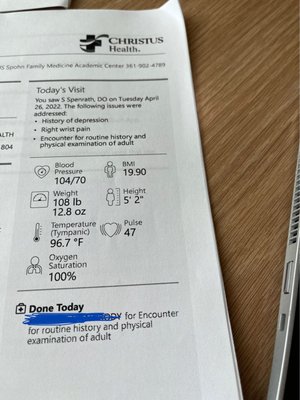 CHRISTUS
Health.
Spohn Family Medicine Academic Center 361-902-4789
Today's Visit
You saw S Spenrath, DO on Tuesday April
26, 2022. The following issues were
addressed:
• History of depression
• Right wrist pain
• Encounter for routine history and
physical examination of adult
ALTH
804
Blood
Pressure
104/70
BMI
19.90
Weight
108 lb
12.8 oz
Height
5' 2"
Temperature
(Tympanic)
96.7 °F
Pulse
47
Oxygen
Saturation
100%
Done Today
for Encounter
for routine history and physical
examination of adult